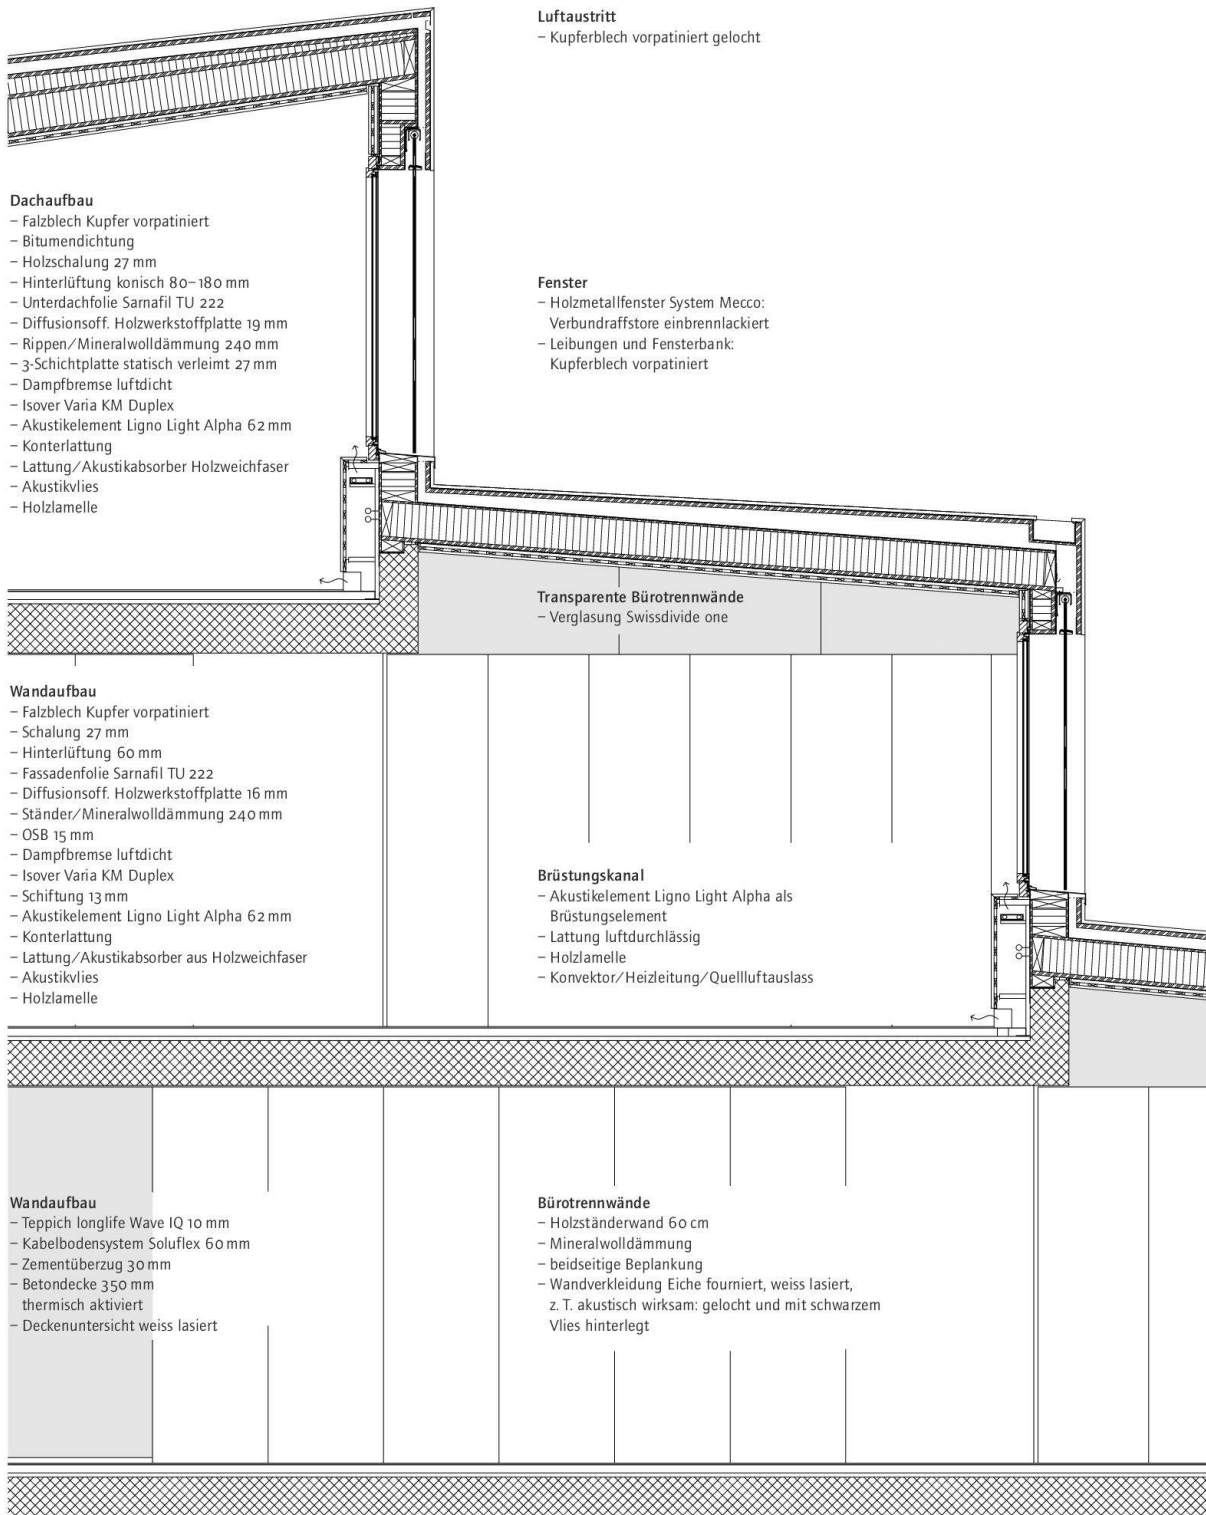 Luftaustritt
– Kupferblech vorpatiniert gelocht
Dachaufbau
– Falzblech Kupfer vorpatiniert
– Bitumendichtung
– Holzschalung 27 mm
– Hinterlüftung konisch 80–180 mm
– Unterdachfolie Sarnafil TU 222
– Diffusionsoff. Holzwerkstoffplatte 19 mm
– Rippen/Mineralwolldämmung 240 mm
– 3-Schichtplatte statisch verleimt 27 mm
– Dampfbremse luftdicht
– Isover Varia KM Duplex
– Akustikelement Ligno Light Alpha 62 mm
– Konterlattung
– Lattung/Akustikabsorber Holzweichfaser
– Akustikvlies
– Holzlamelle
Fenster
– Holzmetallfenster System Mecco:
Verbundraffstore einbrennlackiert
– Leibungen und Fensterbank:
Kupferblech vorpatiniert
Transparente Bürotrennwände
– Verglasung Swissdivide one
Wandaufbau
– Falzblech Kupfer vorpatiniert
– Schalung 27 mm
– Hinterlüftung 60 mm
– Fassadenfolie Sarnafil TU 222
– Diffusionsoff. Holzwerkstoffplatte 16 mm
– Ständer/Mineralwolldämmung 240 mm
– OSB 15 mm
– Dampfbremse luftdicht
– Isover Varia KM Duplex
– Schiftung 13 mm
– Akustikelement Ligno Light Alpha 62 mm
– Konterlattung
– Lattung/Akustikabsorber aus Holzweichfaser
– Akustikvlies
– Holzlamelle
Brüstungskanal
– Akustikelement Ligno Light Alpha als
Brüstungselement
– Lattung luftdurchlässig
– Holzlamelle
– Konvektor/Heizleitung/Quellluftauslass
Wandaufbau
– Teppich longlife Wave IQ 10 mm
– Kabelbodensystem Soluflex 60 mm
– Zementüberzug 30 mm
– Betondecke 350 mm
thermisch aktiviert
– Deckenuntersicht weiss lasiert
Bürotrennwände
– Holzständerwand 60 cm
– Mineralwolldämmung
– beidseitige Beplankung
– Wandverkleidung Eiche fourniert, weiss lasiert,
z. T. akustisch wirksam: gelocht und mit schwarzem
Vlies hinterlegt